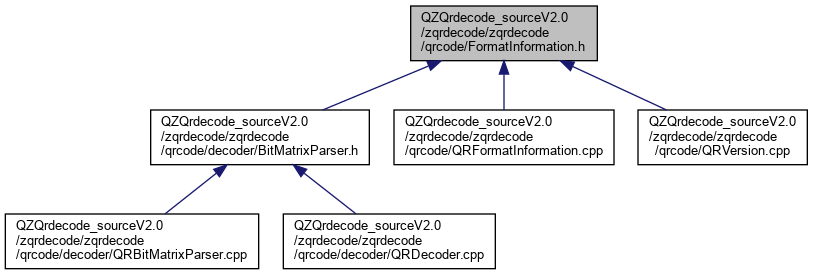 QZQrdecode_sourceV2.0
/zqrdecode/zqrdecode
/qrcode/FormatInformation.h
QZQrdecode_sourceV2.0
/zqrdecode/zqrdecode
/qrcode/decoder/BitMatrixParser.h
QZQrdecode_sourceV2.0
/zqrdecode/zqrdecode
/qrcode/QRFormatInformation.cpp
QZQrdecode_sourceV2.0
/zqrdecode/zqrdecode
/qrcode/QRVersion.cpp
QZQrdecode_sourceV2.0
/zqrdecode/zqrdecode
/qrcode/decoder/QRBitMatrixParser.cpp
QZQrdecode_sourceV2.0
/zqrdecode/zqrdecode
/qrcode/decoder/QRDecoder.cpp